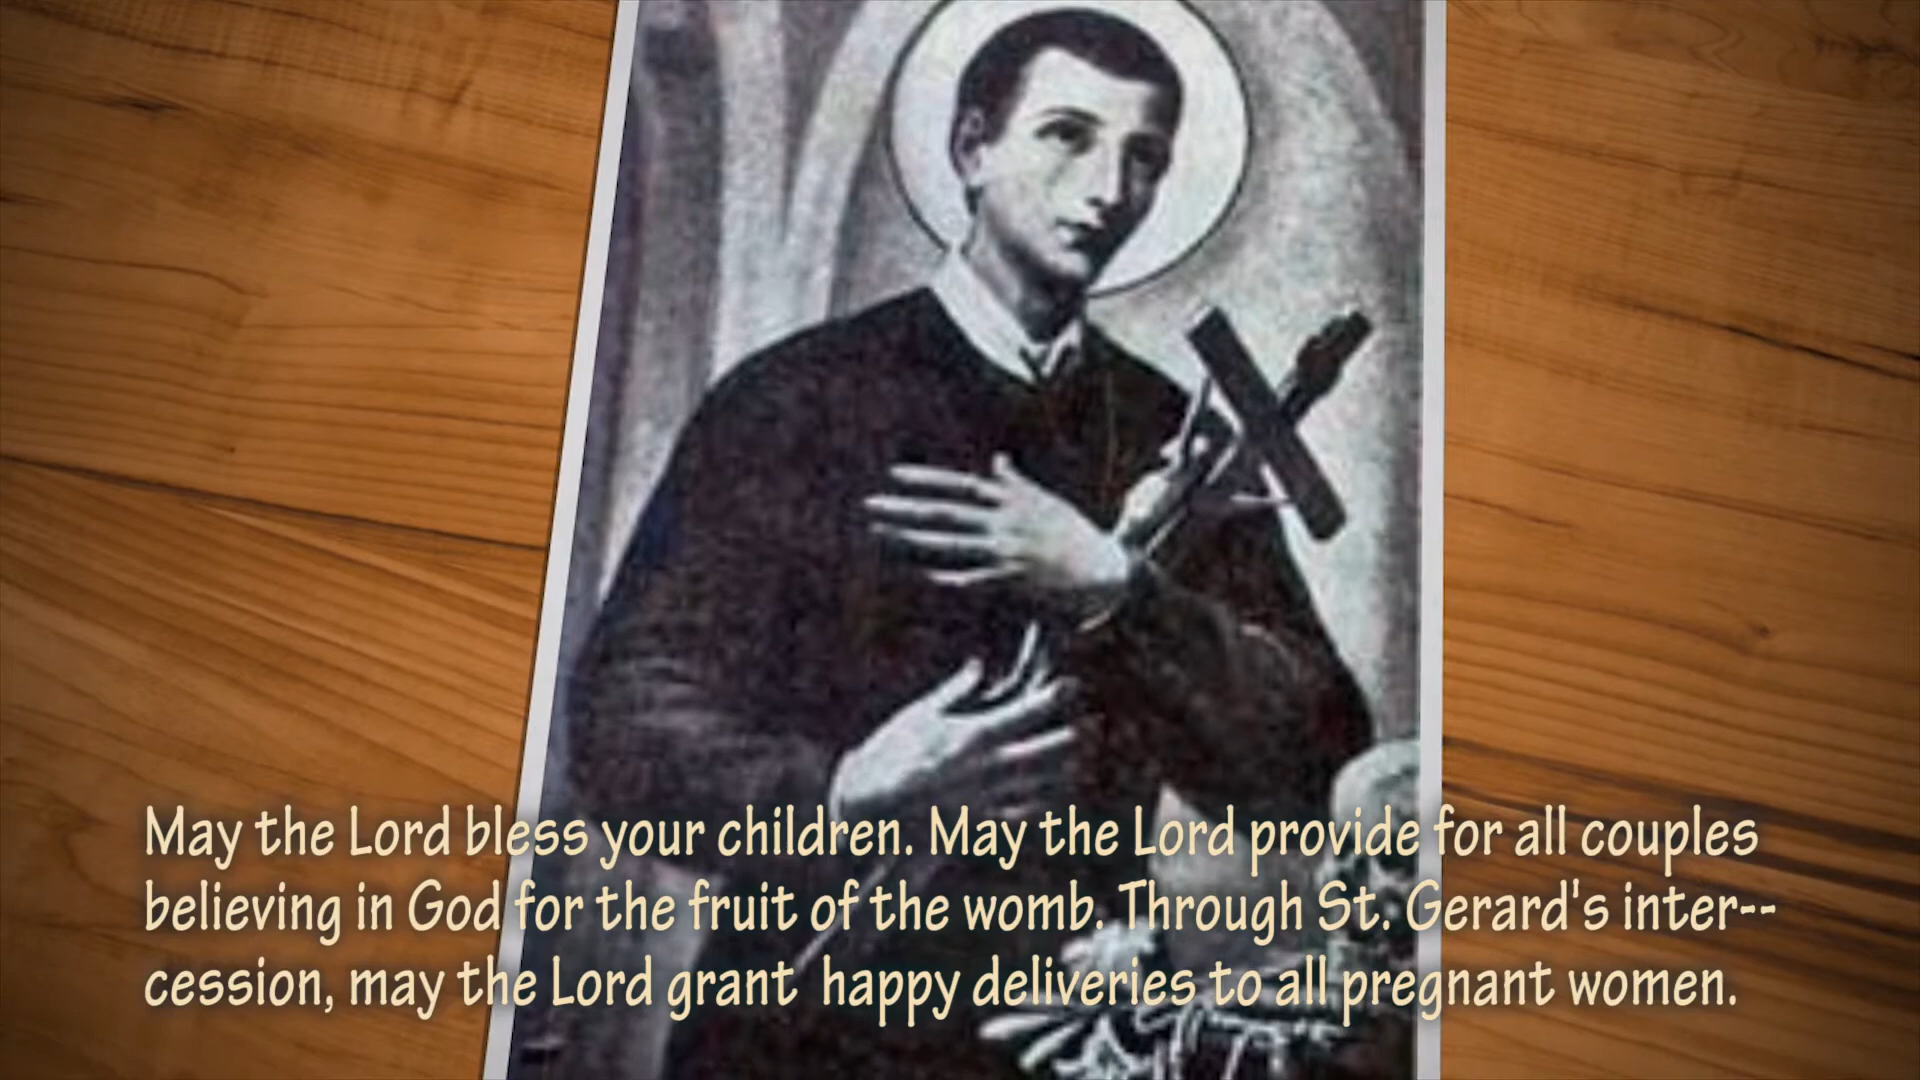 May the Lord bless your children. May the Lord provide for all couples
believing in God for the fruit of the womb. Through St. Gerard's inter--
cession, may the Lord grant  happy deliveries to all pregnant women.